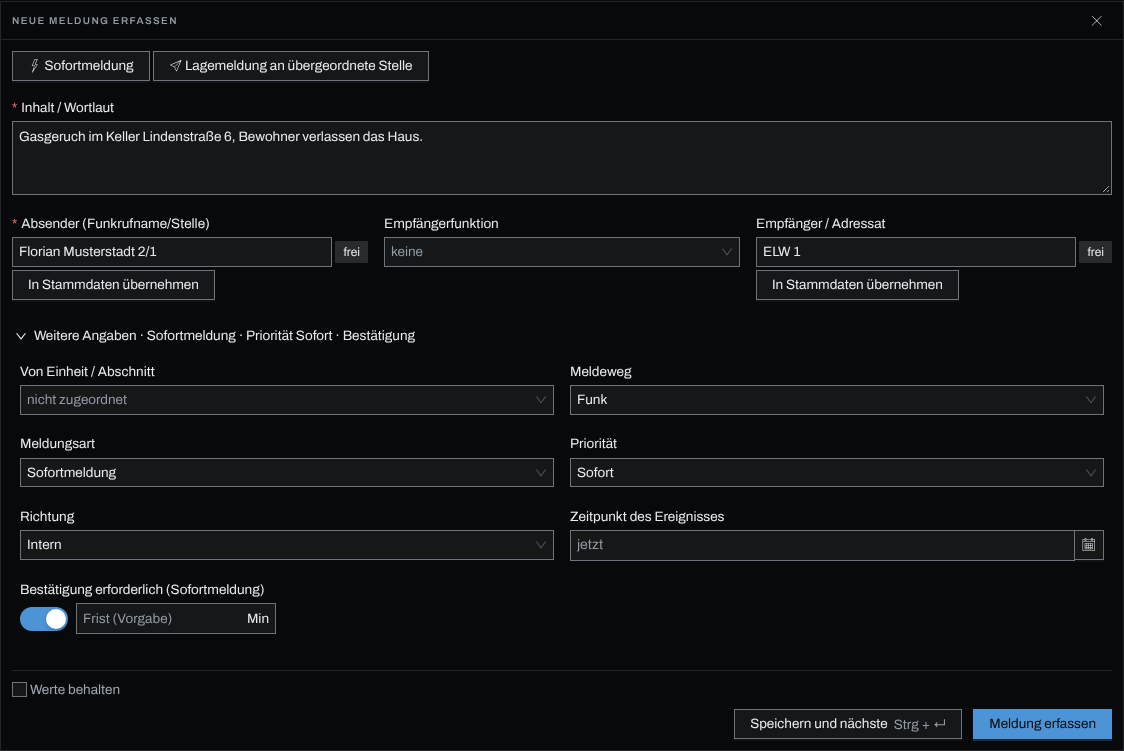 NEUE MELDUNG ERFASSEN
Sofortmeldung
Lagemeldung an übergeordnete Stelle
* Inhalt / Wortlaut
Gasgeruch im Keller Lindenstraße 6, Bewohner verlassen das Haus.
* Absender (Funkrufname/Stelle)
Empfängerfunktion
Empfänger / Adressat
Florian Musterstadt 2/1
frei
keine
ELW 1
frei
In Stammdaten übernehmen
In Stammdaten übernehmen
Weitere Angaben · Sofortmeldung · Priorität Sofort · Bestätigung
Von Einheit / Abschnitt
Meldeweg
nicht zugeordnet
Funk
Meldungsart
Priorität
Sofortmeldung
Sofort
Richtung
Zeitpunkt des Ereignisses
Intern
jetzt
Bestätigung erforderlich (Sofortmeldung)
Frist (Vorgabe)
Min
Werte behalten
Speichern und nächste Strg + ↵
Meldung erfassen